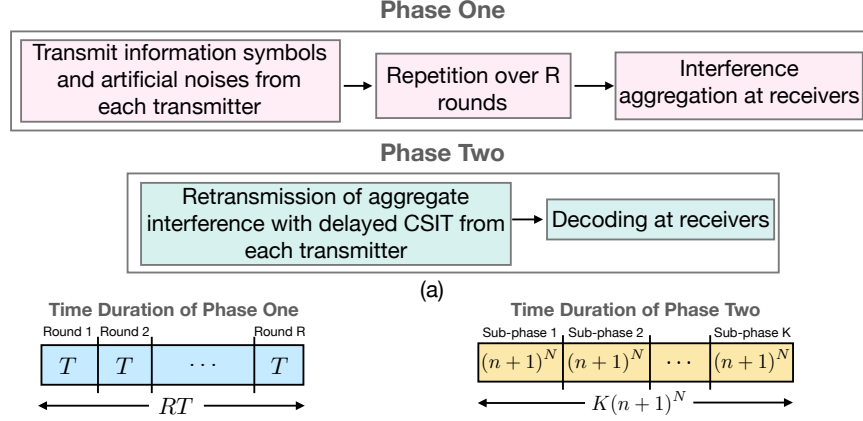 Phase One
Transmit information symbols
and artificial noises from
each transmitter
Repetition over R
rounds
Interference
aggregation at receivers
Phase Two
Retransmission of aggregate
interference with delayed CSIT from
each transmitter
Decoding at receivers
(a)
Time Duration of Phase One
Round 1 Round 2 Round R
T T ··· T
RT
Time Duration of Phase Two
Sub-phase 1 Sub-phase 2 Sub-phase K
(n + 1)^N (n + 1)^N ··· (n + 1)^N
K(n + 1)^N